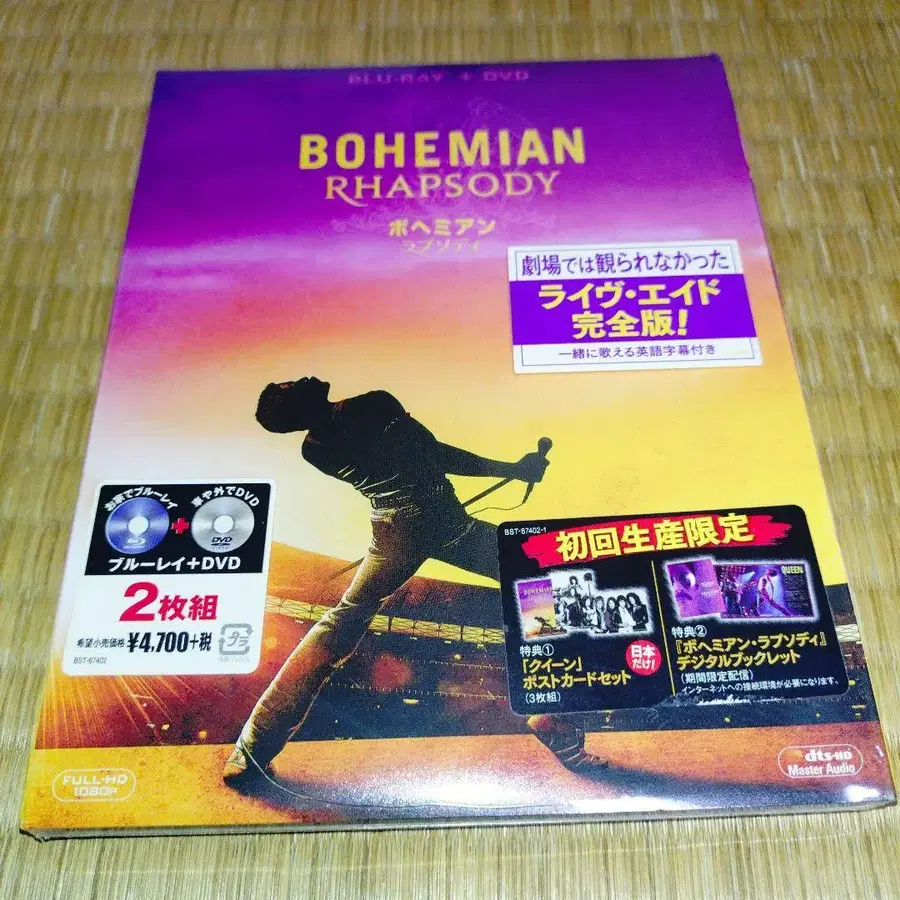 BLU-RAY + DVD
BOHEMIAN
RHAPSODY
ボヘミアン
ラプソディ
劇場では観られなかった
ライヴ・エイド
完全版!
一緒に歌える英語字幕付き
お家でブルーレイ
車や外でDVD
+
DVD
ブルーレイ+DVD
2枚組
希望小売価格 ¥4,700+税
プラ
BST-87402
BST-87402-1
初回生産限定
BOHEMIAN
特典①
「クイーン」
ポストカードセット
(3枚組)
日本
だけ!
QUEEN
特典②
『ボヘミアン・ラプソディ』
デジタルブックレット
(期間限定配信)
インターネットへの接続環境が必要になります。
FULL-HD
1080P
dts-HD
Master Audio